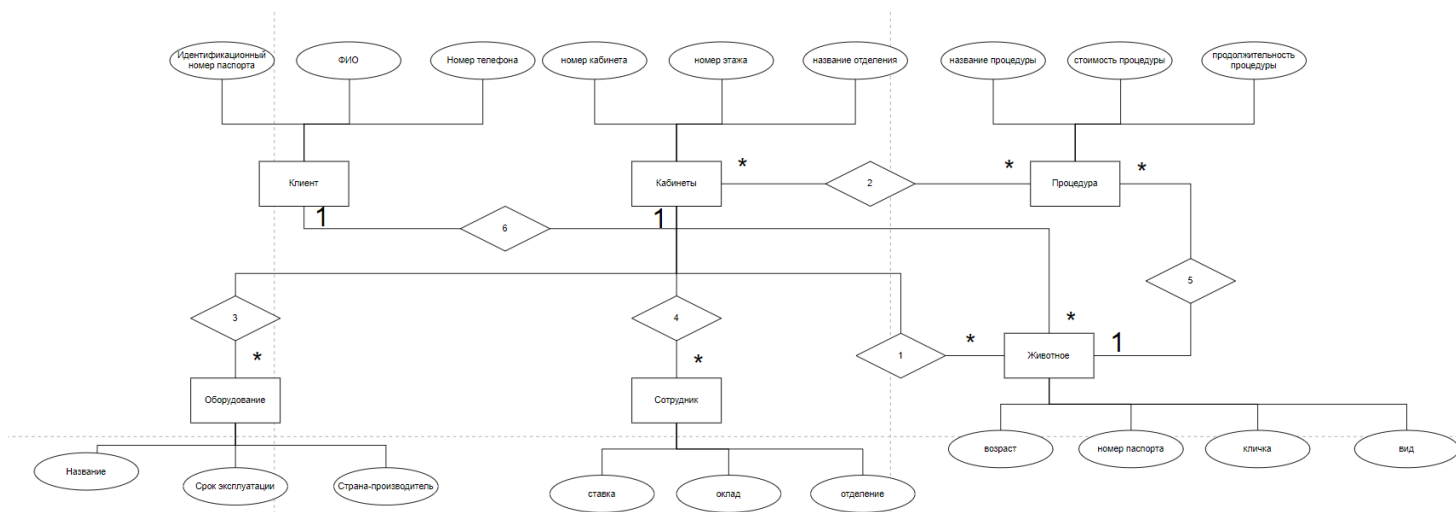 Идентификационный
номер паспорта
ФИО
Номер телефона
номер кабинета
номер этажа
название отделения
название процедуры
стоимость процедуры
продолжительность
процедуры
Клиент
Кабинеты
*
2
*
Процедура
*
1
6
1
3
4
5
*
*
1
*
*
Животное
1
Оборудование
Сотрудник
Название
Срок эксплуатации
Страна-производитель
ставка
оклад
отделение
возраст
номер паспорта
кличка
вид